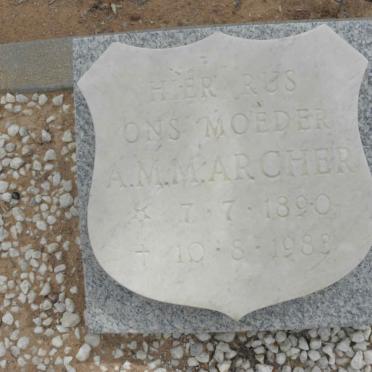 HIER RUS
ONS MOEDER
A.M.M. ARCHER
* 7·7·1890
† 10·8·1983